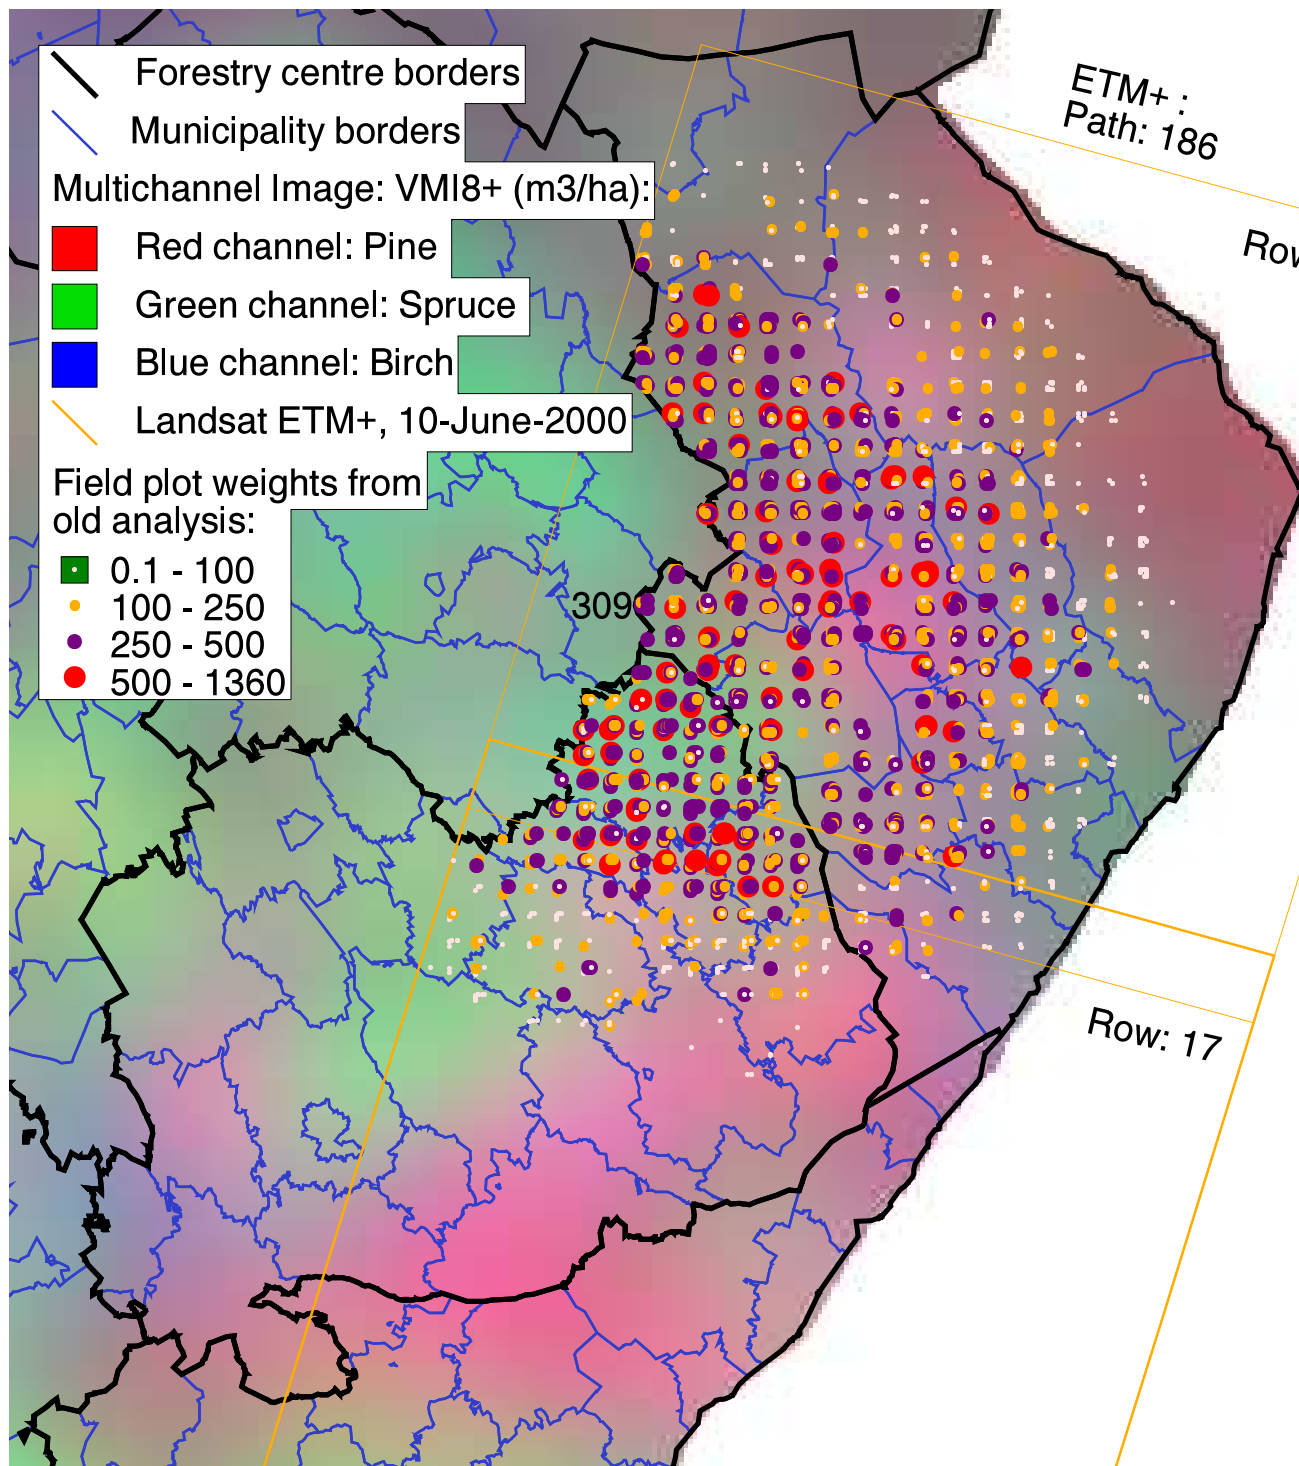 Forestry centre borders
Municipality borders
Multichannel Image: VMI8+ (m3/ha):
Red channel: Pine
Green channel: Spruce
Blue channel: Birch
Landsat ETM+, 10-June-2000
Field plot weights from
old analysis:
0.1 - 100
100 - 250
250 - 500
500 - 1360
309
ETM+ :
Path: 186
Row
Row: 17